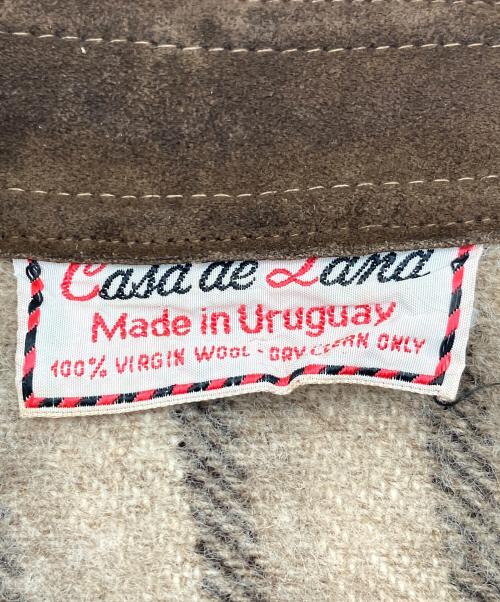 Casa de Lana
Made in Uruguay
100% VIRGIN WOOL - DRY CLEAN ONLY